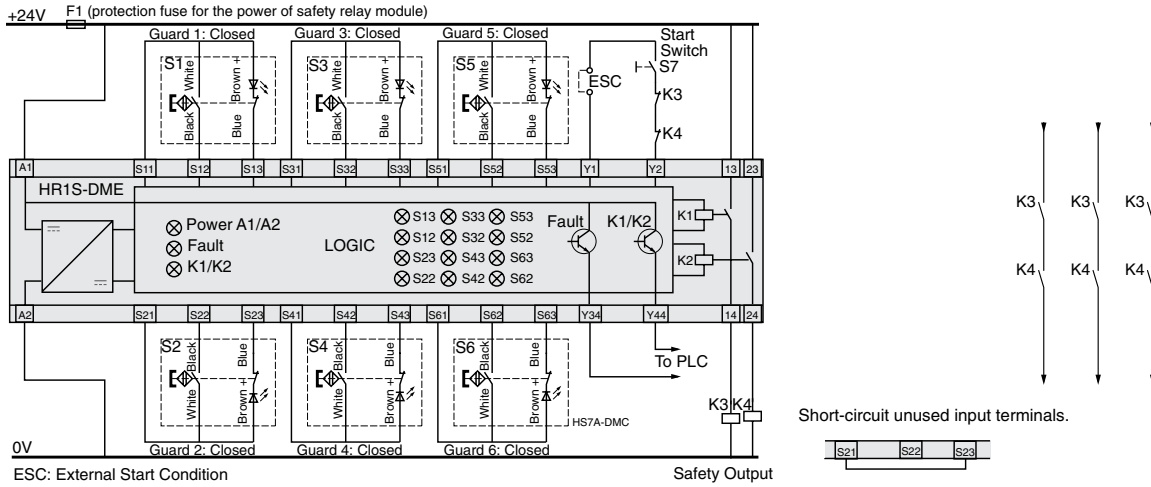 +24V
F1 (protection fuse for the power of safety relay module)
Guard 1: Closed
Guard 3: Closed
Guard 5: Closed
Start
Switch
S1
White
Brown +
S3
White
Brown +
S5
White
Brown +
ESC
S7
K3
K4
Black
Blue
Black
Blue
Black
Blue
A1
S11
S12
S13
S31
S32
S33
S51
S52
S53
Y1
Y2
13
23
HR1S-DME
Power A1/A2
Fault
K1/K2
LOGIC
S13
S33
S53
S12
S32
S52
S23
S43
S63
S22
S42
S62
Fault
K1/K2
K1
K2
A2
S21
S22
S23
S41
S42
S43
S61
S62
S63
Y34
Y44
14
24
S2
Black
Blue
S4
Black
Blue
S6
Black
Blue
White
Brown +
White
Brown +
White
Brown +
To PLC
HS7A-DMC
K3
K4
0V
Guard 2: Closed
Guard 4: Closed
Guard 6: Closed
ESC: External Start Condition
Safety Output
K3
K3
K3
K4
K4
K4
Short-circuit unused input terminals.
S21
S22
S23